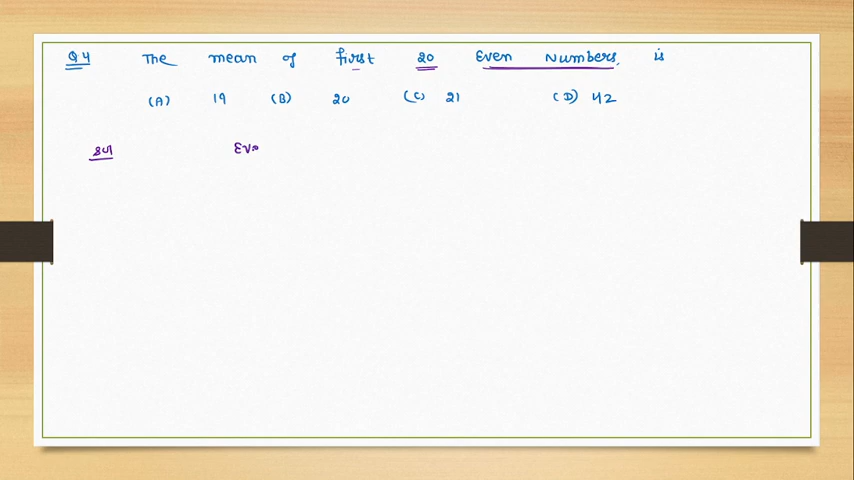 Q4 The mean of first 20 Even Numbers, is
(A) 19 (B) 20 (C) 21 (D) 42
Sol Eve